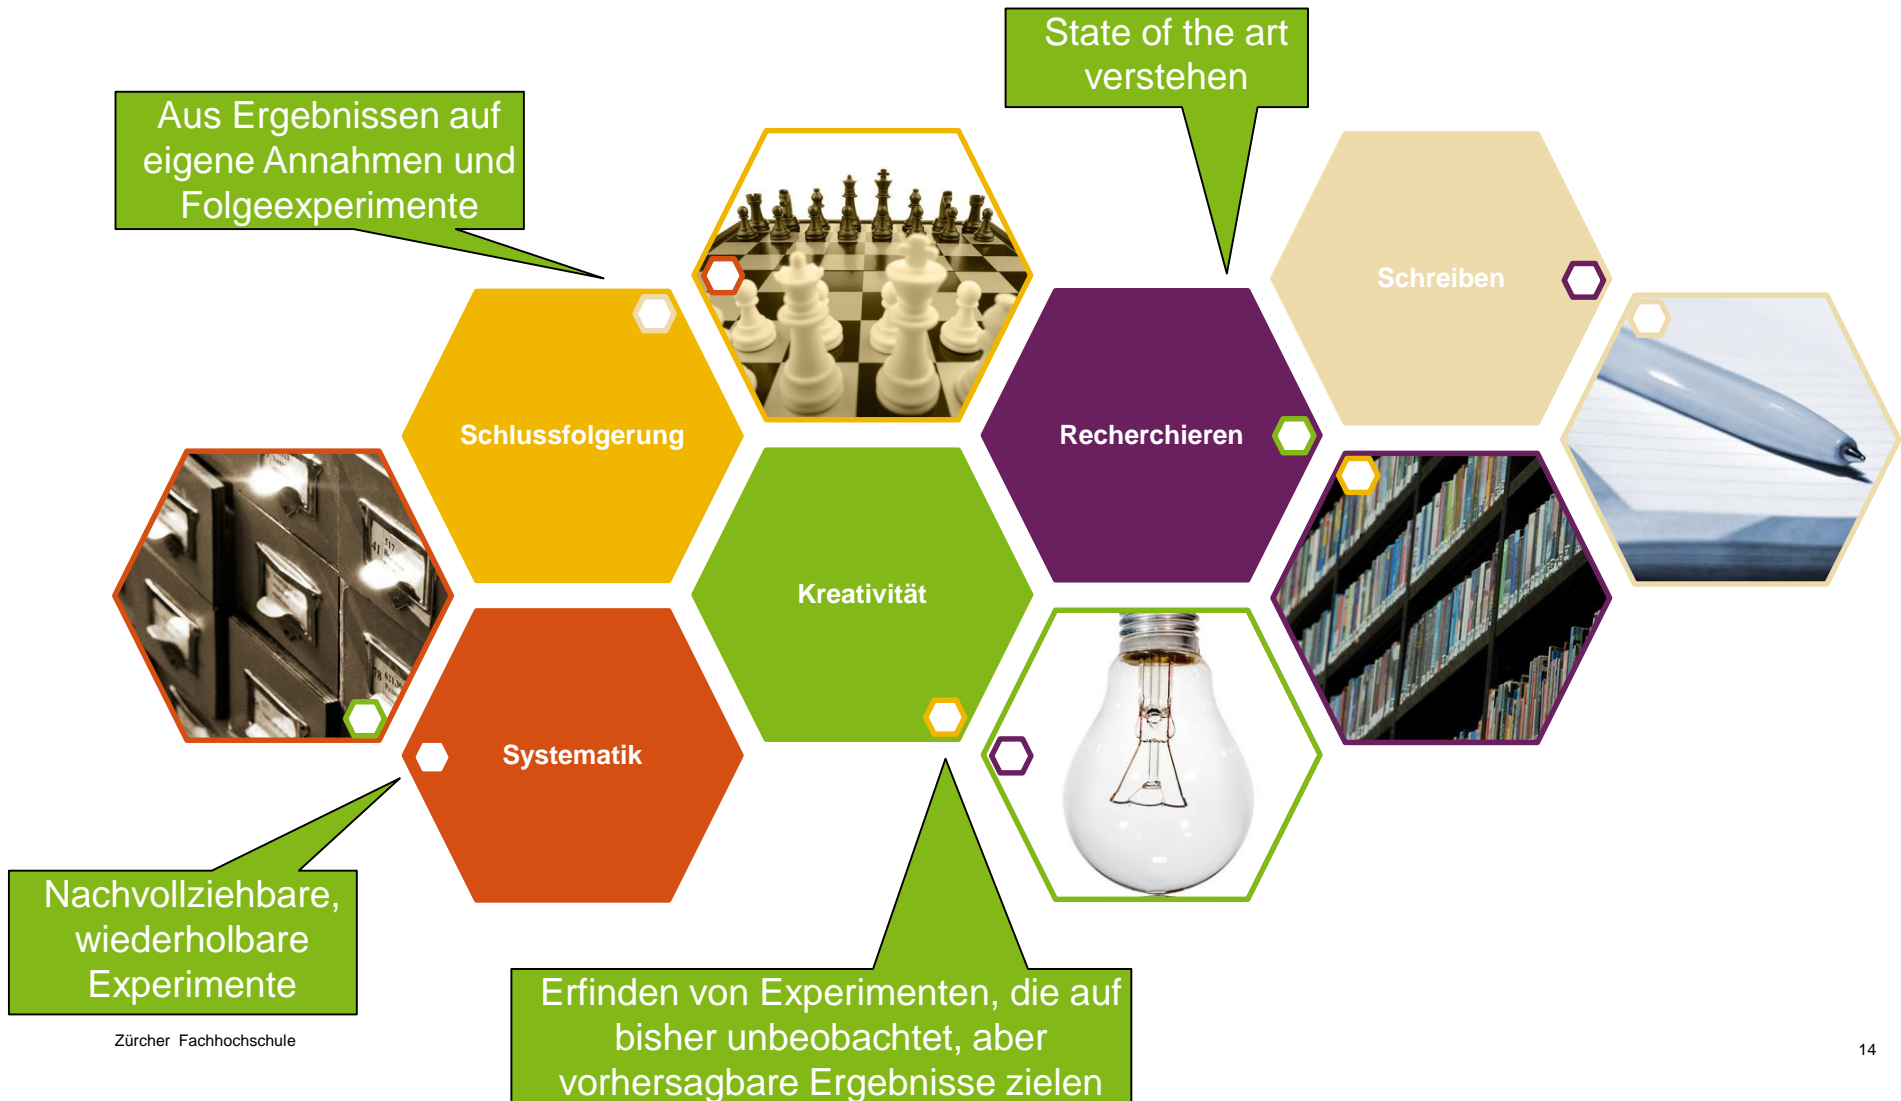 State of the art
verstehen
Aus Ergebnissen auf
eigene Annahmen und
Folgeexperimente
Schreiben
Schlussfolgerung
Recherchieren
Kreativität
Systematik
Nachvollziehbare,
wiederholbare
Experimente
Erfinden von Experimenten, die auf
bisher unbeobachtet, aber
vorhersagbare Ergebnisse zielen
Zürcher Fachhochschule
14